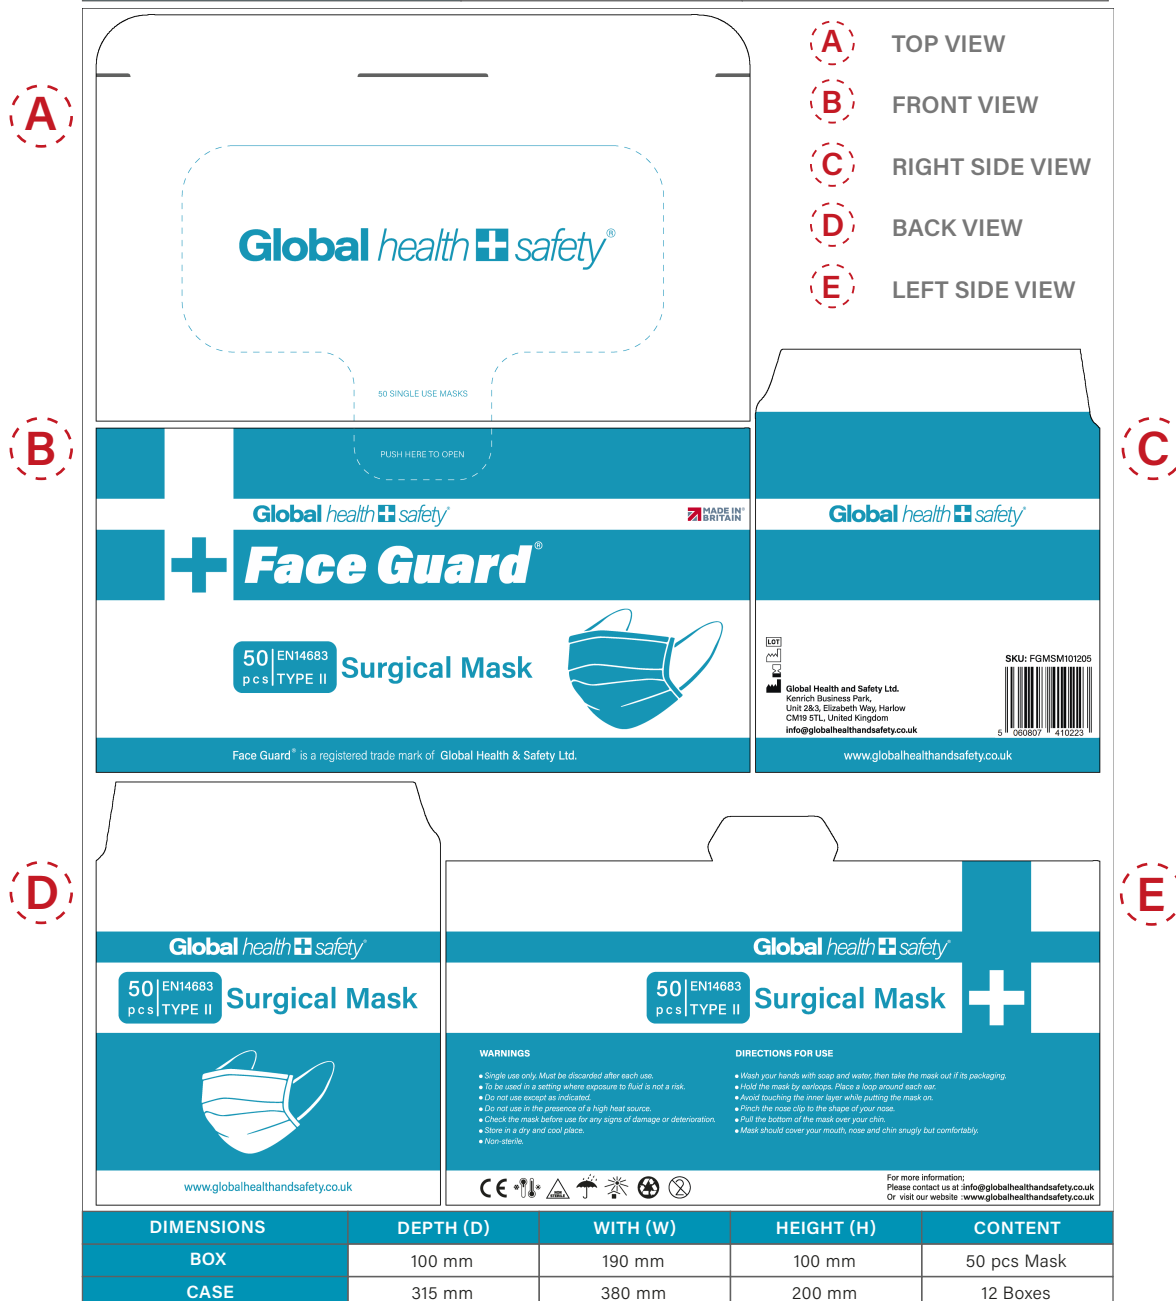 A TOP VIEW
B FRONT VIEW
C RIGHT SIDE VIEW
D BACK VIEW
E LEFT SIDE VIEW
A
Global health safety®
50 SINGLE USE MASKS
B
PUSH HERE TO OPEN
Global health safety®
MADE IN®
BRITAIN
Face Guard®
50 pcs EN14683 TYPE II
Surgical Mask
Face Guard® is a registered trade mark of Global Health & Safety Ltd.
C
Global health safety®
LOT
Global Health and Safety Ltd.
Kenrich Business Park,
Unit 2&3, Elizabeth Way, Harlow
CM19 5TL, United Kingdom
info@globalhealthandsafety.co.uk
SKU: FGMSM101205
5 060807 410223
www.globalhealthandsafety.co.uk
D
Global health safety®
50 pcs EN14683 TYPE II
Surgical Mask
www.globalhealthandsafety.co.uk
E
Global health safety®
50 pcs EN14683 TYPE II
Surgical Mask
WARNINGS
• Single use only. Must be discarded after each use.
• To be used in a setting where exposure to fluid is not a risk.
• Do not use except as indicated.
• Do not use in the presence of a high heat source.
• Check the mask before use for any signs of damage or deterioration.
• Store in a dry and cool place.
• Non-sterile.
DIRECTIONS FOR USE
• Wash your hands with soap and water, then take the mask out if its packaging.
• Hold the mask by earloops. Place a loop around each ear.
• Avoid touching the inner layer while putting the mask on.
• Pinch the nose clip to the shape of your nose.
• Pull the bottom of the mask over your chin.
• Mask should cover your mouth, nose and chin snugly but comfortably.
CE
NON STERILE
2
For more information;
Please contact us at :info@globalhealthandsafety.co.uk
Or visit our website :www.globalhealthandsafety.co.uk
DIMENSIONS DEPTH (D) WITH (W) HEIGHT (H) CONTENT
BOX 100 mm 190 mm 100 mm 50 pcs Mask
CASE 315 mm 380 mm 200 mm 12 Boxes